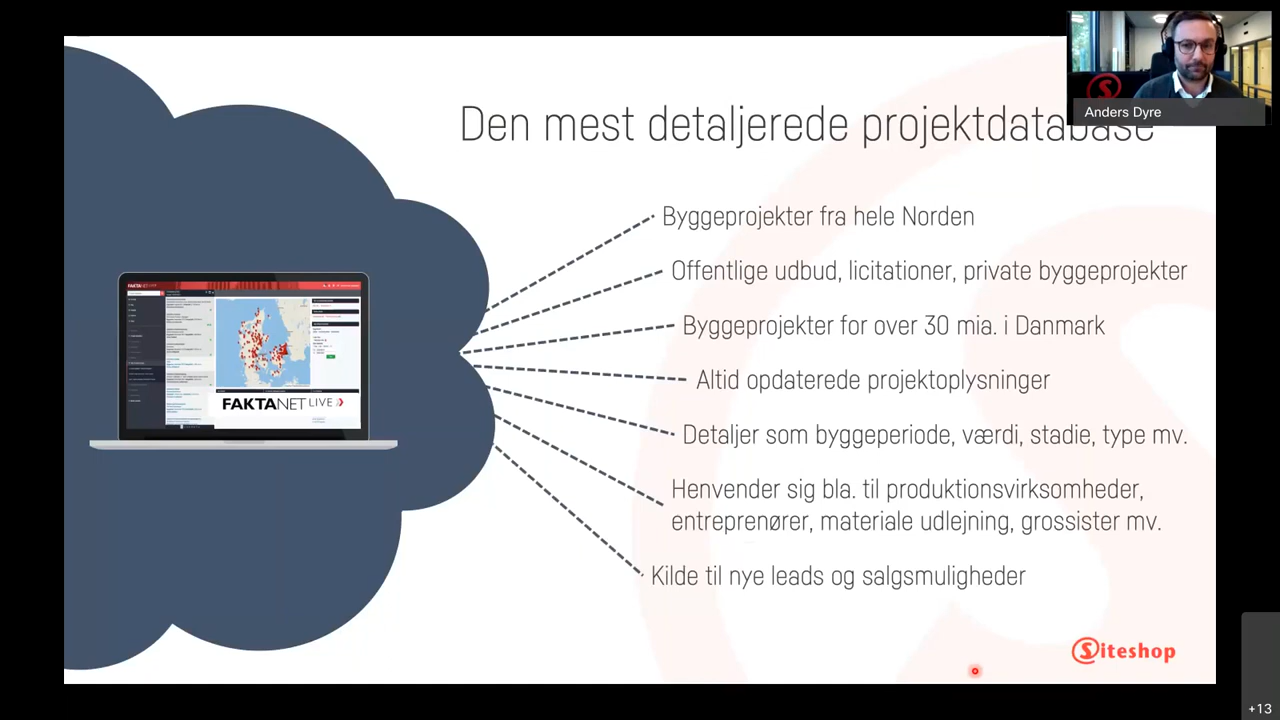 Den mest detaljerede projektdatabase
Anders Dyre
Byggeprojekter fra hele Norden
Offentlige udbud, licitationer, private byggeprojekter
Byggeprojekter for over 30 mia. i Danmark
Altid opdaterede projektoplysninger
Detaljer som byggeperiode, værdi, stadie, type mv.
Henvender sig bla. til produktionsvirksomheder,
entreprenører, materiale udlejning, grossister mv.
Kilde til nye leads og salgsmuligheder
FAKTANET LIVE
Siteshop
+13